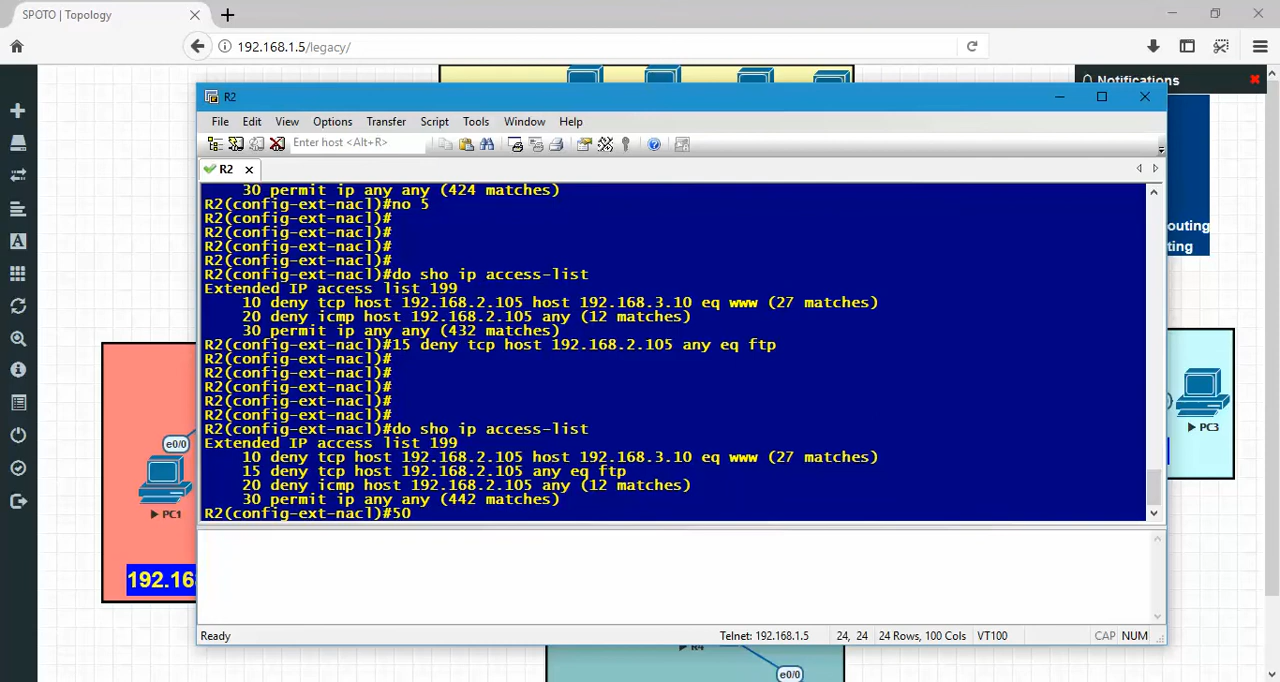 SPOTO | Topology
192.168.1.5/legacy/
Notifications
R2
File Edit View Options Transfer Script Tools Window Help
Enter host <Alt+R>
R2
30 permit ip any any (424 matches)
R2(config-ext-nacl)#no 5
R2(config-ext-nacl)#
R2(config-ext-nacl)#
R2(config-ext-nacl)#
R2(config-ext-nacl)#
R2(config-ext-nacl)#do sho ip access-list
Extended IP access list 199
10 deny tcp host 192.168.2.105 host 192.168.3.10 eq www (27 matches)
20 deny icmp host 192.168.2.105 any (12 matches)
30 permit ip any any (432 matches)
R2(config-ext-nacl)#15 deny tcp host 192.168.2.105 any eq ftp
R2(config-ext-nacl)#
R2(config-ext-nacl)#
R2(config-ext-nacl)#
R2(config-ext-nacl)#
R2(config-ext-nacl)#
R2(config-ext-nacl)#do sho ip access-list
Extended IP access list 199
10 deny tcp host 192.168.2.105 host 192.168.3.10 eq www (27 matches)
15 deny tcp host 192.168.2.105 any eq ftp
20 deny icmp host 192.168.2.105 any (12 matches)
30 permit ip any any (442 matches)
R2(config-ext-nacl)#50
outing
ting
e0/0
PC1
192.16
PC3
Ready Telnet: 192.168.1.5 24, 24 24 Rows, 100 Cols VT100 CAP NUM
R4
e0/0